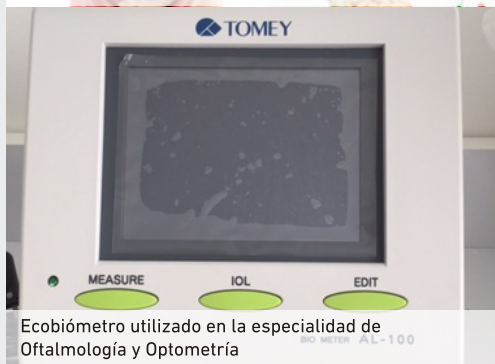 TOMEY
MEASURE IOL EDIT
Ecobiómetro utilizado en la especialidad de
Oftalmología y Optometría
BIO METER AL-100